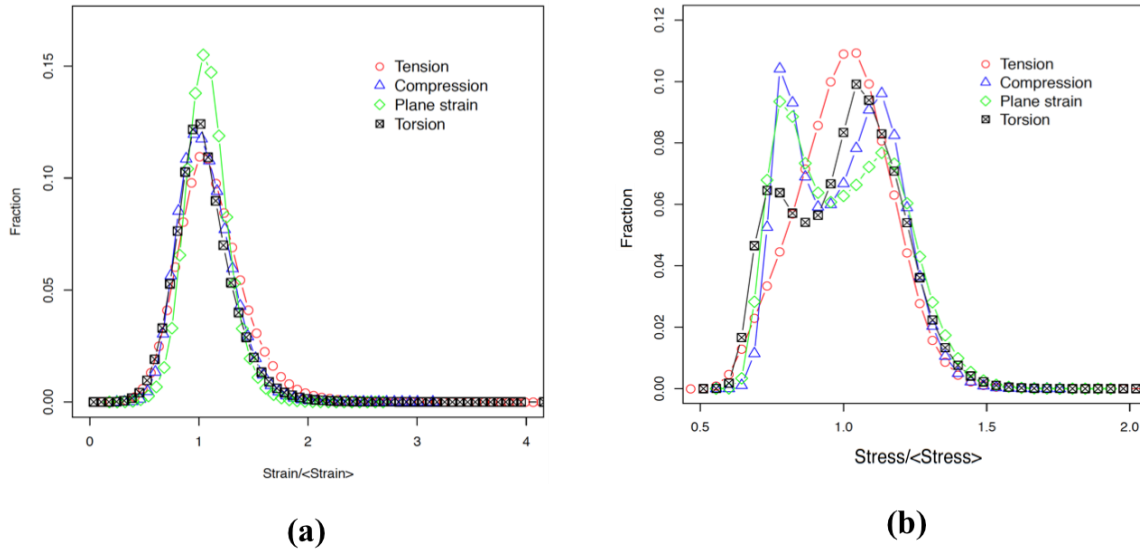 0.15
0.10
0.05
0.00
Fraction
Tension
Compression
Plane strain
Torsion
0 1 2 3 4
Strain/<Strain>
(a)
0.12
0.10
0.08
0.06
0.04
0.02
0.00
Fraction
Tension
Compression
Plane strain
Torsion
0.5 1.0 1.5 2.0
Stress/<Stress>
(b)